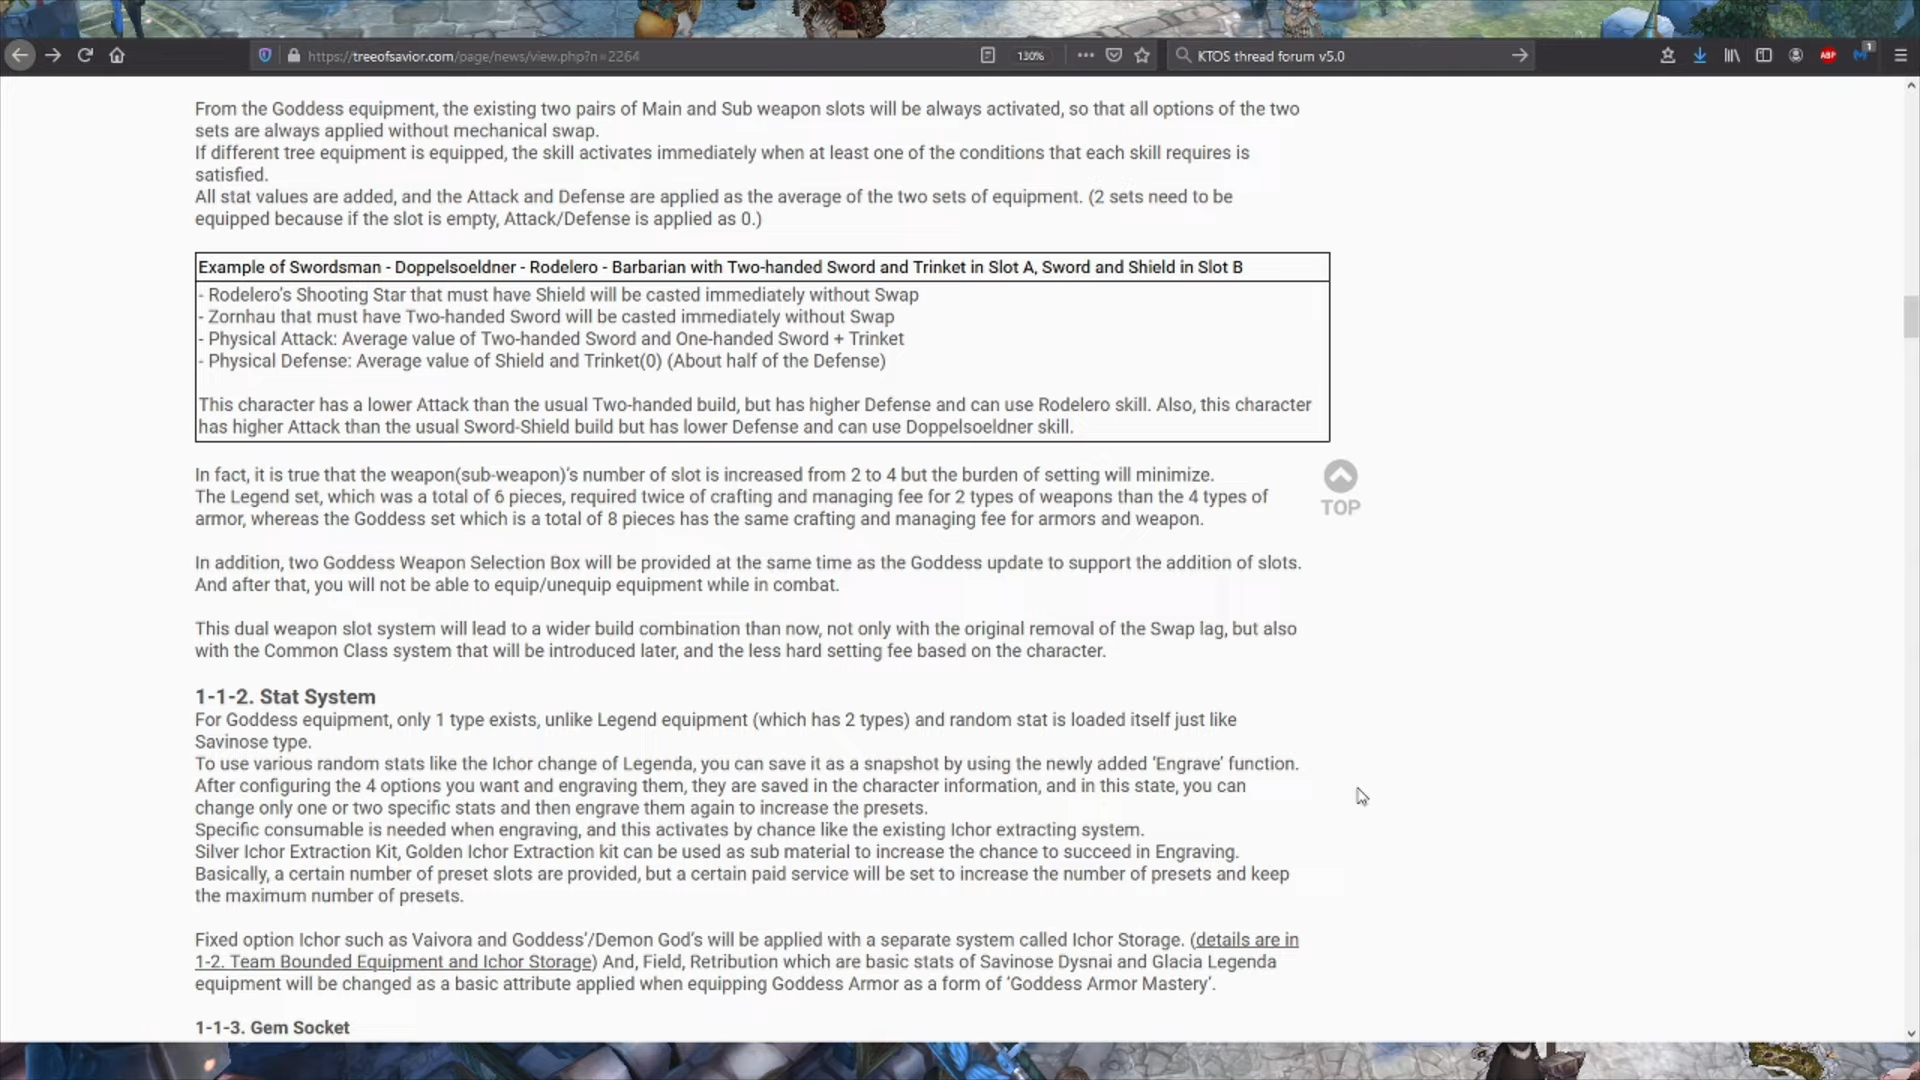 https://treeofsavior.com/page/news/view.php?n=2264
130%
KTOS thread forum v5.0
ABP
1
From the Goddess equipment, the existing two pairs of Main and Sub weapon slots will be always activated, so that all options of the two
sets are always applied without mechanical swap.
If different tree equipment is equipped, the skill activates immediately when at least one of the conditions that each skill requires is
satisfied.
All stat values are added, and the Attack and Defense are applied as the average of the two sets of equipment. (2 sets need to be
equipped because if the slot is empty, Attack/Defense is applied as 0.)
Example of Swordsman - Doppelsoeldner - Rodelero - Barbarian with Two-handed Sword and Trinket in Slot A, Sword and Shield in Slot B
- Rodelero's Shooting Star that must have Shield will be casted immediately without Swap
- Zornhau that must have Two-handed Sword will be casted immediately without Swap
- Physical Attack: Average value of Two-handed Sword and One-handed Sword + Trinket
- Physical Defense: Average value of Shield and Trinket(0) (About half of the Defense)
This character has a lower Attack than the usual Two-handed build, but has higher Defense and can use Rodelero skill. Also, this character
has higher Attack than the usual Sword-Shield build but has lower Defense and can use Doppelsoeldner skill.
In fact, it is true that the weapon(sub-weapon)'s number of slot is increased from 2 to 4 but the burden of setting will minimize.
The Legend set, which was a total of 6 pieces, required twice of crafting and managing fee for 2 types of weapons than the 4 types of
armor, whereas the Goddess set which is a total of 8 pieces has the same crafting and managing fee for armors and weapon.
TOP
In addition, two Goddess Weapon Selection Box will be provided at the same time as the Goddess update to support the addition of slots.
And after that, you will not be able to equip/unequip equipment while in combat.
This dual weapon slot system will lead to a wider build combination than now, not only with the original removal of the Swap lag, but also
with the Common Class system that will be introduced later, and the less hard setting fee based on the character.
1-1-2. Stat System
For Goddess equipment, only 1 type exists, unlike Legend equipment (which has 2 types) and random stat is loaded itself just like
Savinose type.
To use various random stats like the Ichor change of Legenda, you can save it as a snapshot by using the newly added 'Engrave' function.
After configuring the 4 options you want and engraving them, they are saved in the character information, and in this state, you can
change only one or two specific stats and then engrave them again to increase the presets.
Specific consumable is needed when engraving, and this activates by chance like the existing Ichor extracting system.
Silver Ichor Extraction Kit, Golden Ichor Extraction kit can be used as sub material to increase the chance to succeed in Engraving.
Basically, a certain number of preset slots are provided, but a certain paid service will be set to increase the number of presets and keep
the maximum number of presets.
Fixed option Ichor such as Vaivora and Goddess'/Demon God's will be applied with a separate system called Ichor Storage. (details are in
1-2. Team Bounded Equipment and Ichor Storage) And, Field, Retribution which are basic stats of Savinose Dysnai and Glacia Legenda
equipment will be changed as a basic attribute applied when equipping Goddess Armor as a form of 'Goddess Armor Mastery'.
1-1-3. Gem Socket